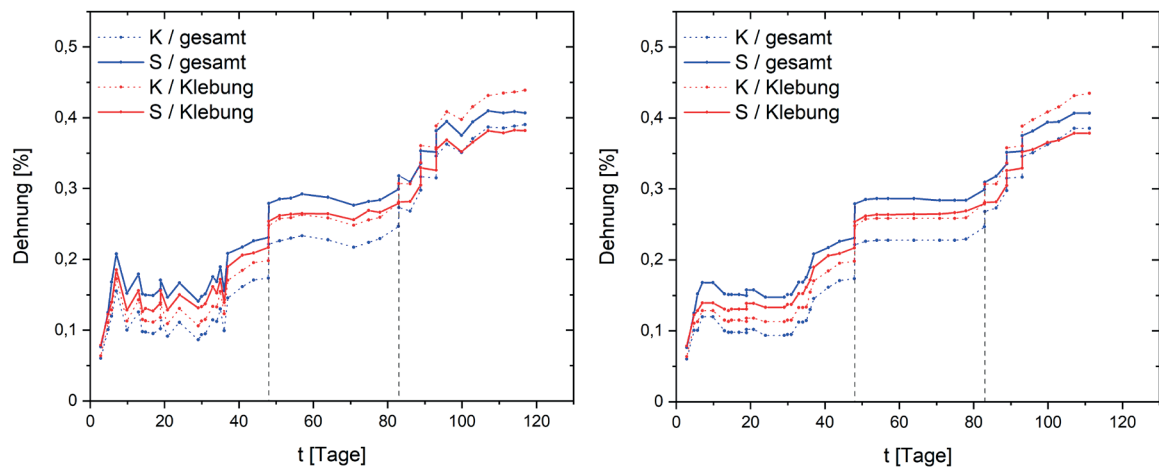 0,5
0,4
0,3
0,2
0,1
0
Dehnung [%]
K / gesamt
S / gesamt
K / Klebung
S / Klebung
0 20 40 60 80 100 120
t [Tage]
0,5
0,4
0,3
0,2
0,1
0
Dehnung [%]
K / gesamt
S / gesamt
K / Klebung
S / Klebung
0 20 40 60 80 100 120
t [Tage]